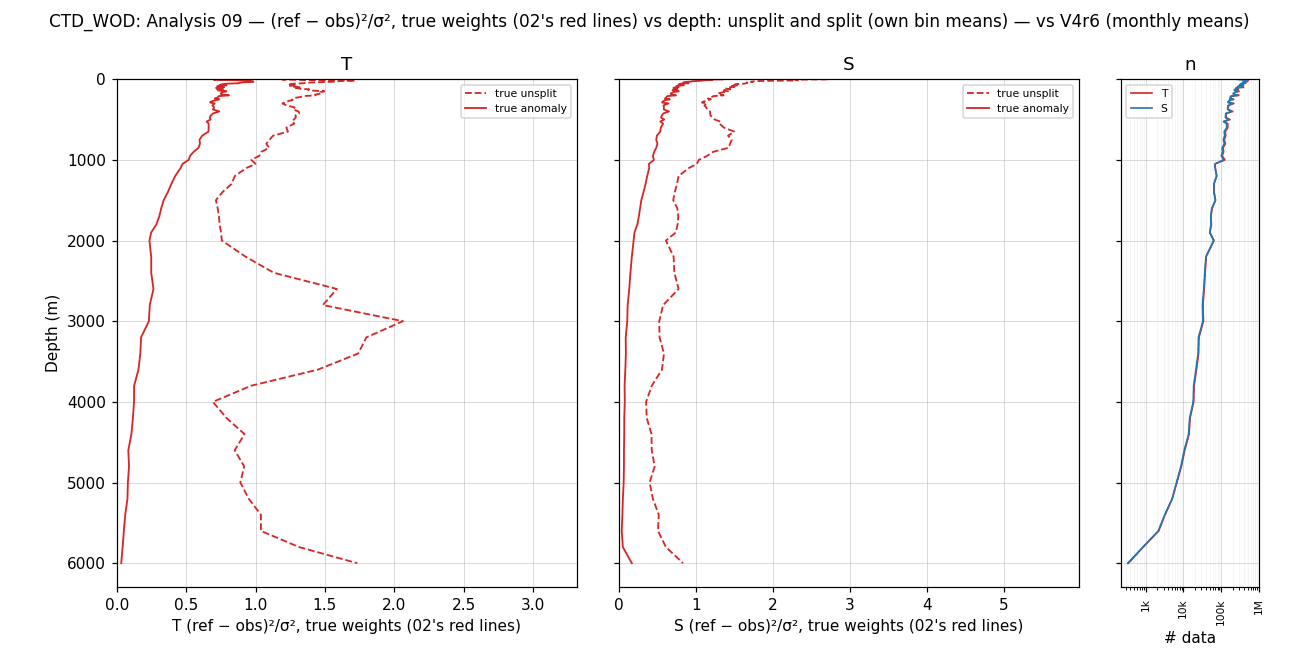 CTD_WOD: Analysis 09 — (ref − obs)²/σ², true weights (02's red lines) vs depth: unsplit and split (own bin means) — vs V4r6 (monthly means)
T
S
n
true unsplit
true anomaly
true unsplit
true anomaly
T
S
0
1000
2000
3000
4000
5000
6000
Depth (m)
0.0 0.5 1.0 1.5 2.0 2.5 3.0
0 1 2 3 4 5
1k 10k 100k 1M
T (ref − obs)²/σ², true weights (02's red lines)
S (ref − obs)²/σ², true weights (02's red lines)
# data